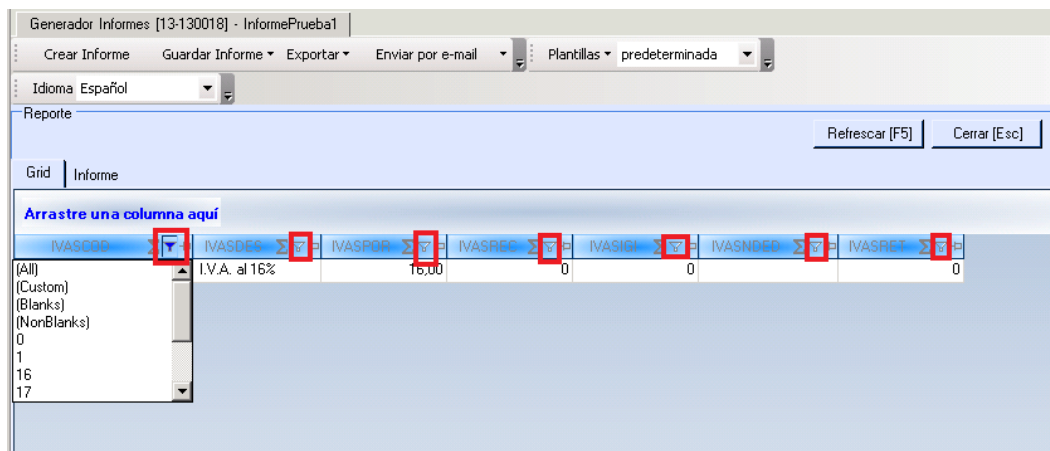 Generador Informes [13-130018] - InformePrueba1
Crear Informe Guardar Informe Exportar Enviar por e-mail Plantillas predeterminada
Idioma Español
Reporte
Refrescar [F5] Cerrar [Esc]
Grid Informe
Arrastre una columna aquí
IVASCOD IVASDES IVASPOR IVASREC IVASIGI IVASNDED IVASRET
(All) I.V.A. al 16% 16,00 0 0 0
(Custom)
(Blanks)
(NonBlanks)
0
1
16
17